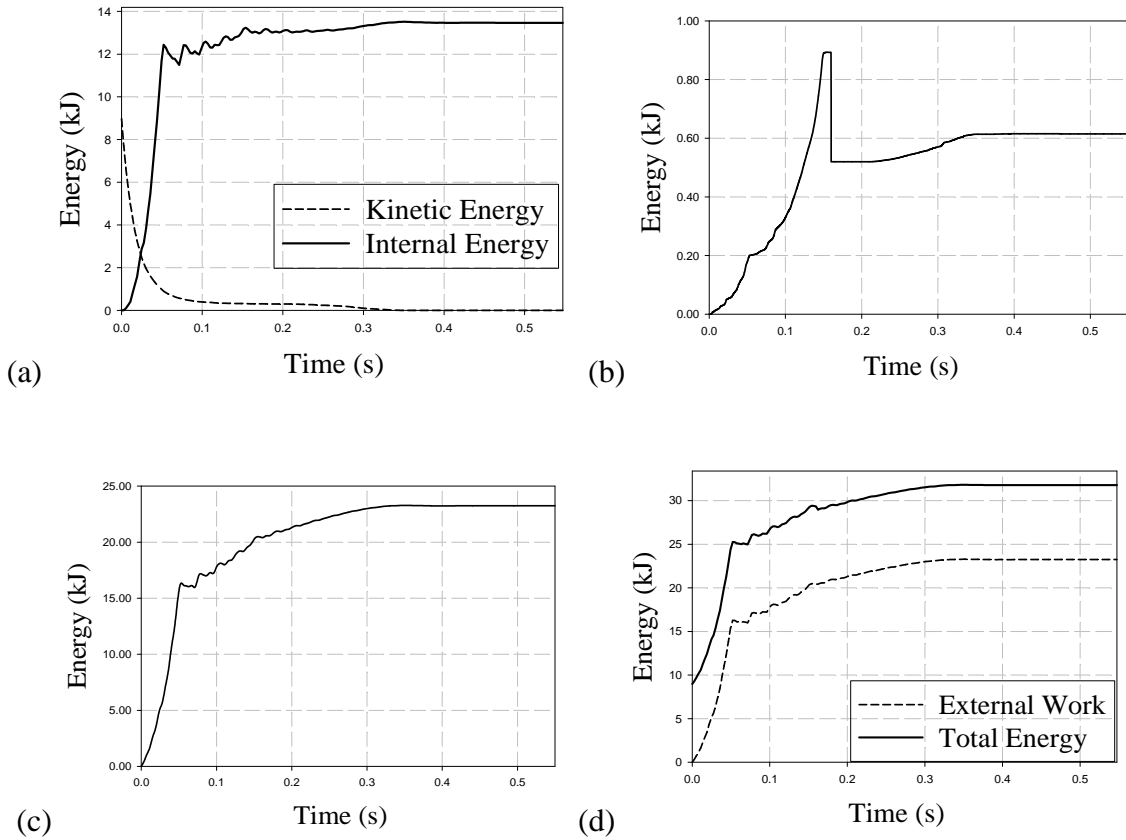 14
12
10
8
6
4
2
0
Energy (kJ)
Kinetic Energy
Internal Energy
0.0 0.1 0.2 0.3 0.4 0.5
Time (s)
(a)
1.00
0.80
0.60
0.40
0.20
0.00
Energy (kJ)
0.0 0.1 0.2 0.3 0.4 0.5
Time (s)
(b)
25.00
20.00
15.00
10.00
5.00
0.00
Energy (kJ)
0.0 0.1 0.2 0.3 0.4 0.5
Time (s)
(c)
30
25
20
15
10
5
0
Energy (kJ)
External Work
Total Energy
0.0 0.1 0.2 0.3 0.4 0.5
Time (s)
(d)